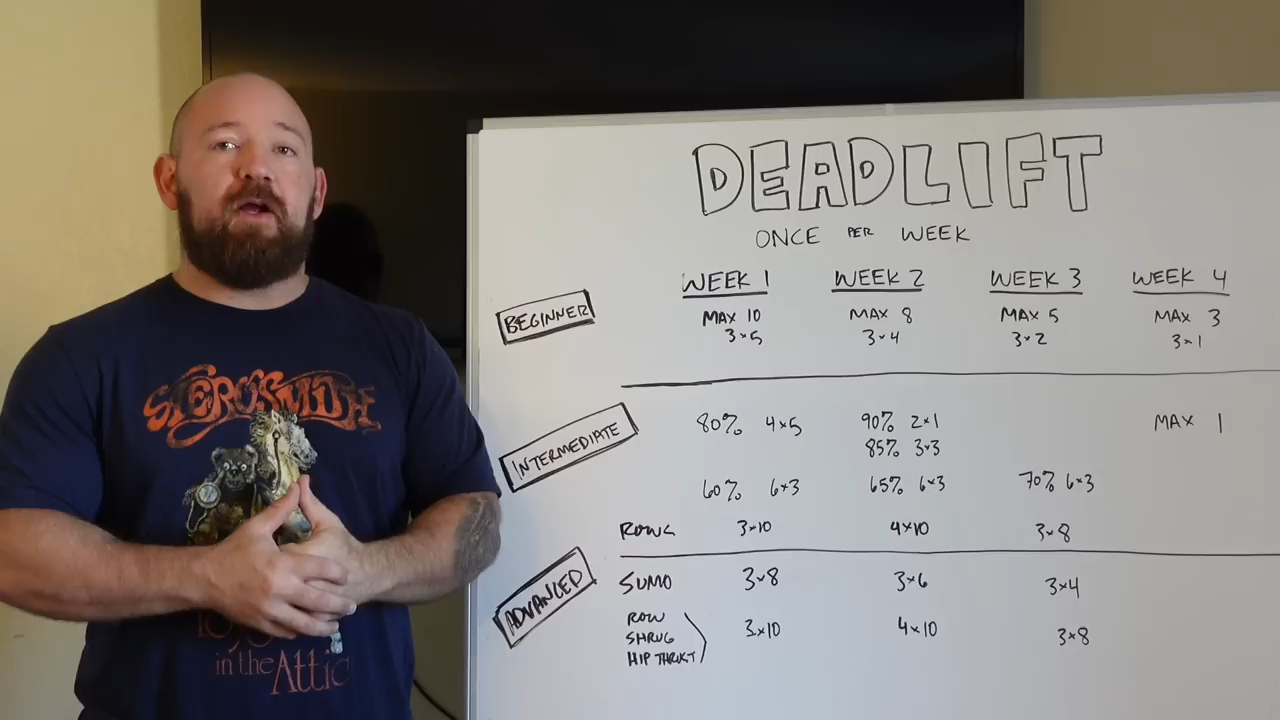 DEADLIFT
ONCE PER WEEK
WEEK 1 WEEK 2 WEEK 3 WEEK 4
BEGINNER
MAX 10 MAX 8 MAX 5 MAX 3
3×5 3×4 3×2 3×1
INTERMEDIATE
80% 4×5 90% 2×1 MAX 1
85% 3×3
60% 6×3 65% 6×3 70% 6×3
ROWS 3×10 4×10 3×8
ADVANCED
SUMO 3×8 3×6 3×4
ROW
SHRUG 3×10 4×10 3×8
HIP THRUST
AEROSMITH
in the Attic